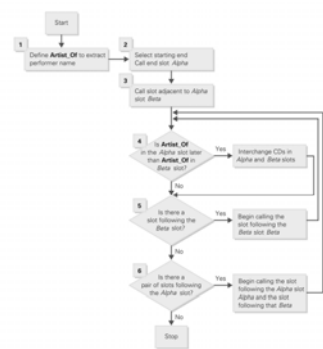 Start
1
Define Artist_Of to extract
performer name
2
Select starting end
Call end slot Alpha
3
Call slot adjacent to Alpha
slot Beta
4
Is Artist_Of
in the Alpha slot later
than Artist_Of in
Beta slot?
Yes
Interchange CDs in
Alpha and Beta slots
No
5
Is there a
slot following the
Beta slot?
Yes
Begin calling the
slot following the
Beta slot Beta
No
6
Is there a
pair of slots following
the Alpha slot?
Yes
Begin calling the slot
following the Alpha slot
Alpha and the slot
following that Beta
No
Stop